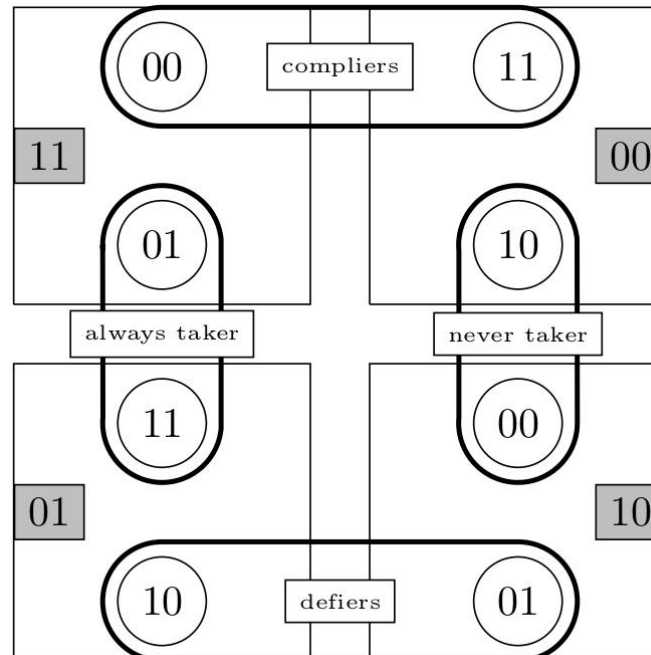 00 compliers 11
11 00
01 10
always taker never taker
11 00
01 10
10 defiers 01